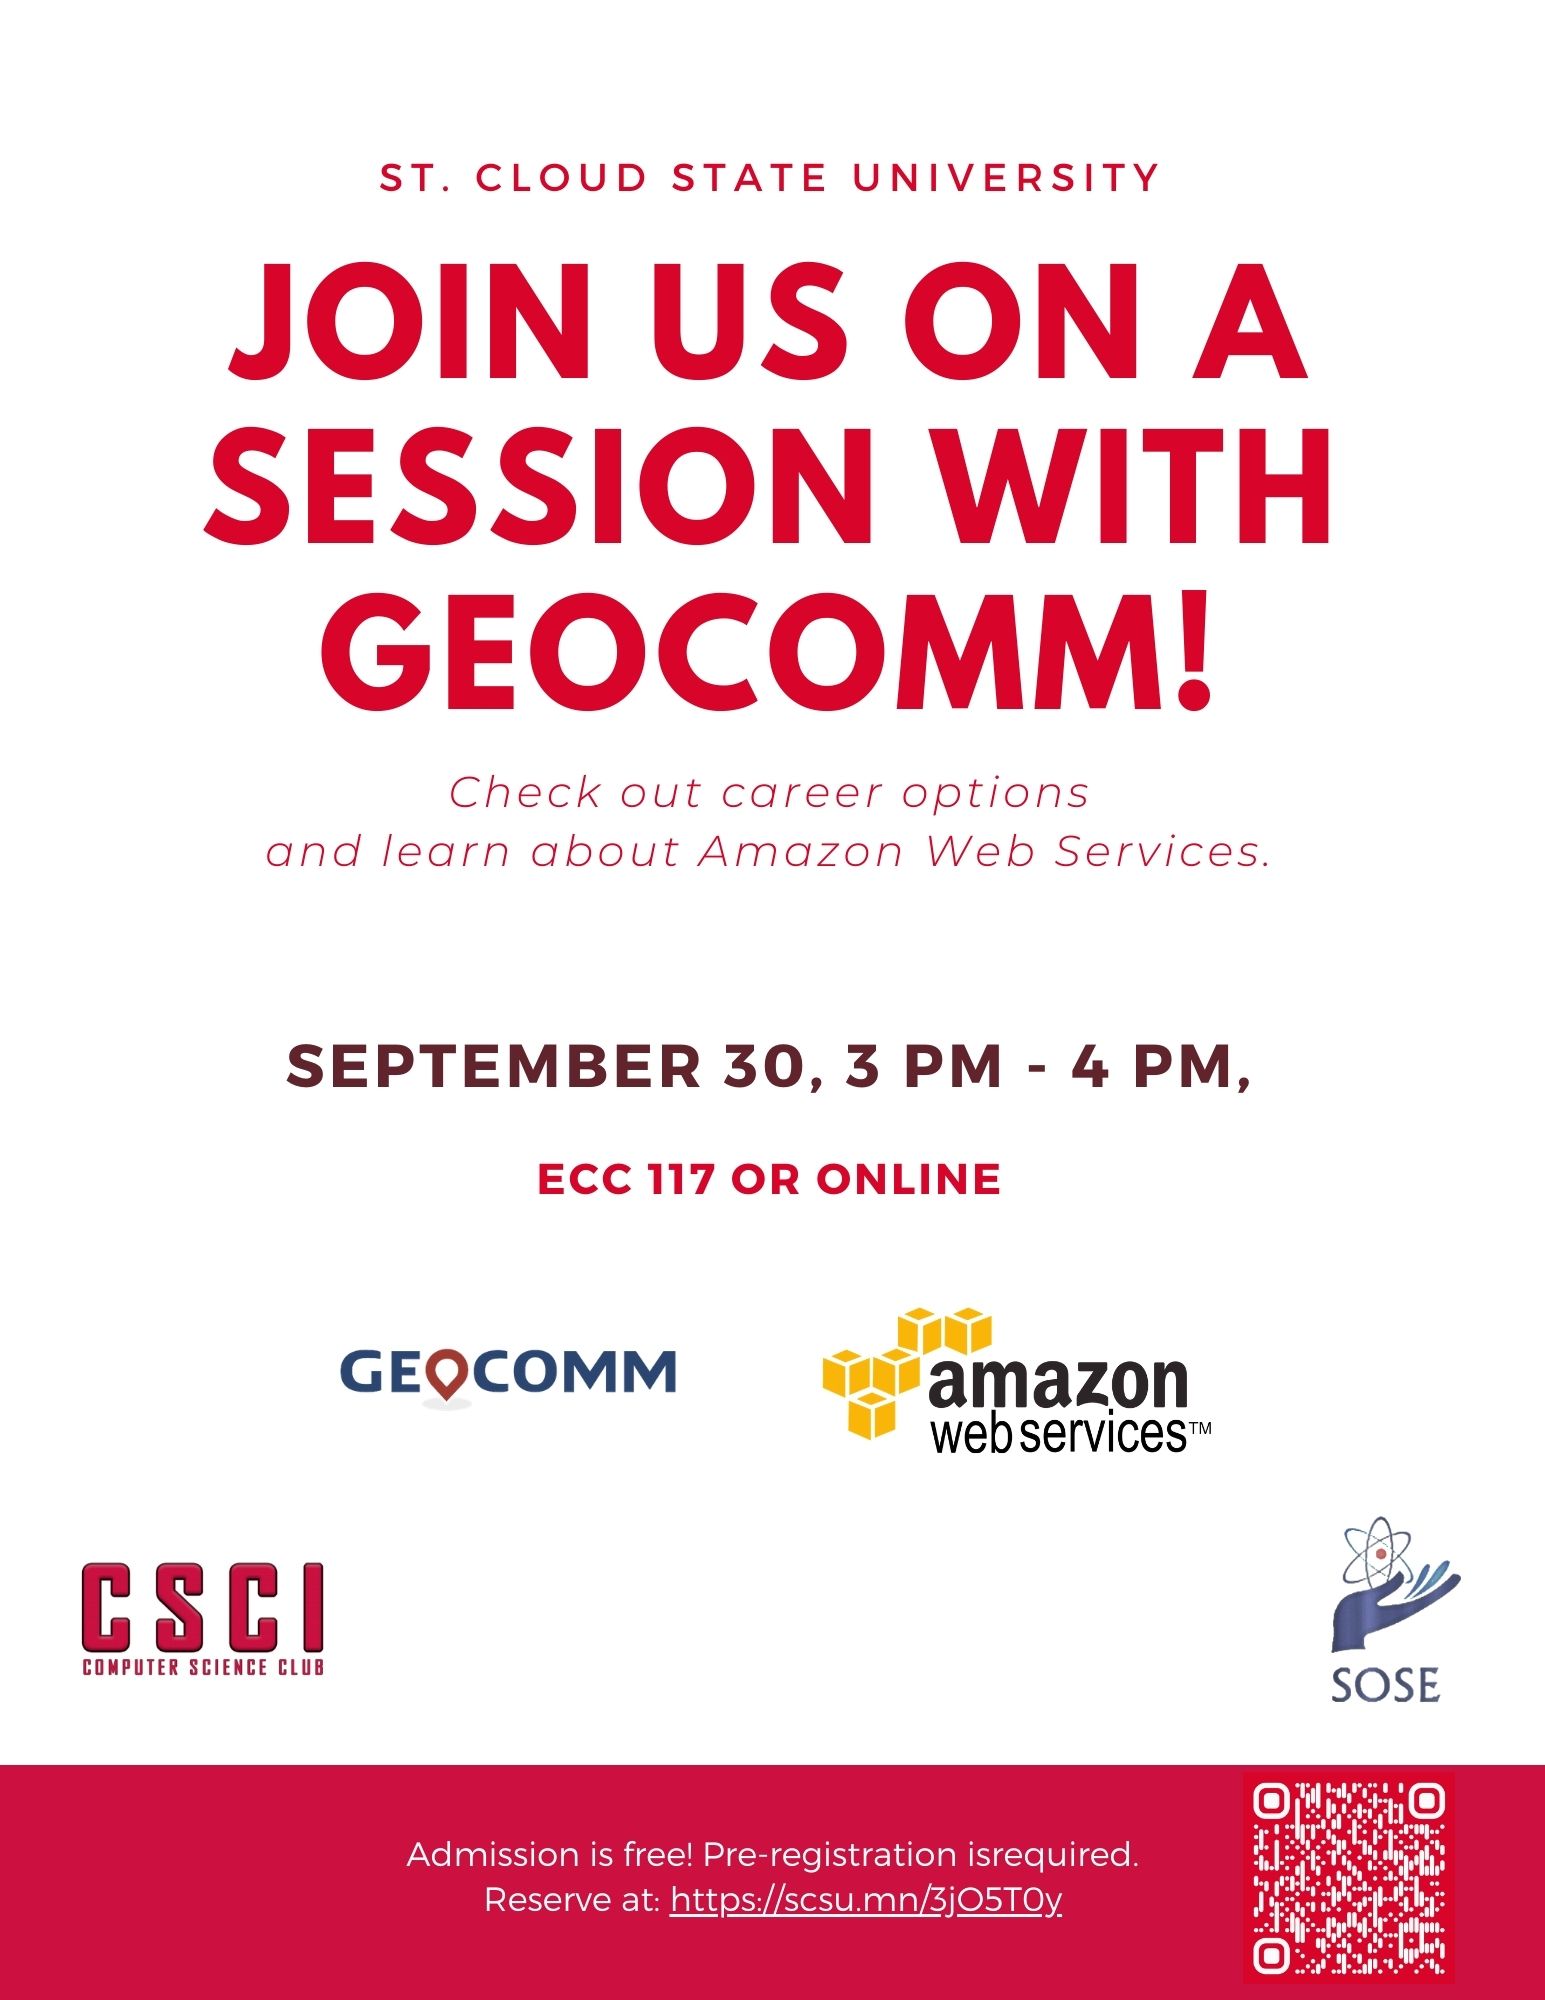 ST. CLOUD STATE UNIVERSITY
JOIN US ON A
SESSION WITH
GEOCOMM!
Check out career options
and learn about Amazon Web Services.
SEPTEMBER 30, 3 PM - 4 PM,
ECC 117 OR ONLINE
GEOCOMM
amazon
web services™
CSCI
COMPUTER SCIENCE CLUB
SOSE
Admission is free! Pre-registration isrequired.
Reserve at: https://scsu.mn/3jO5T0y